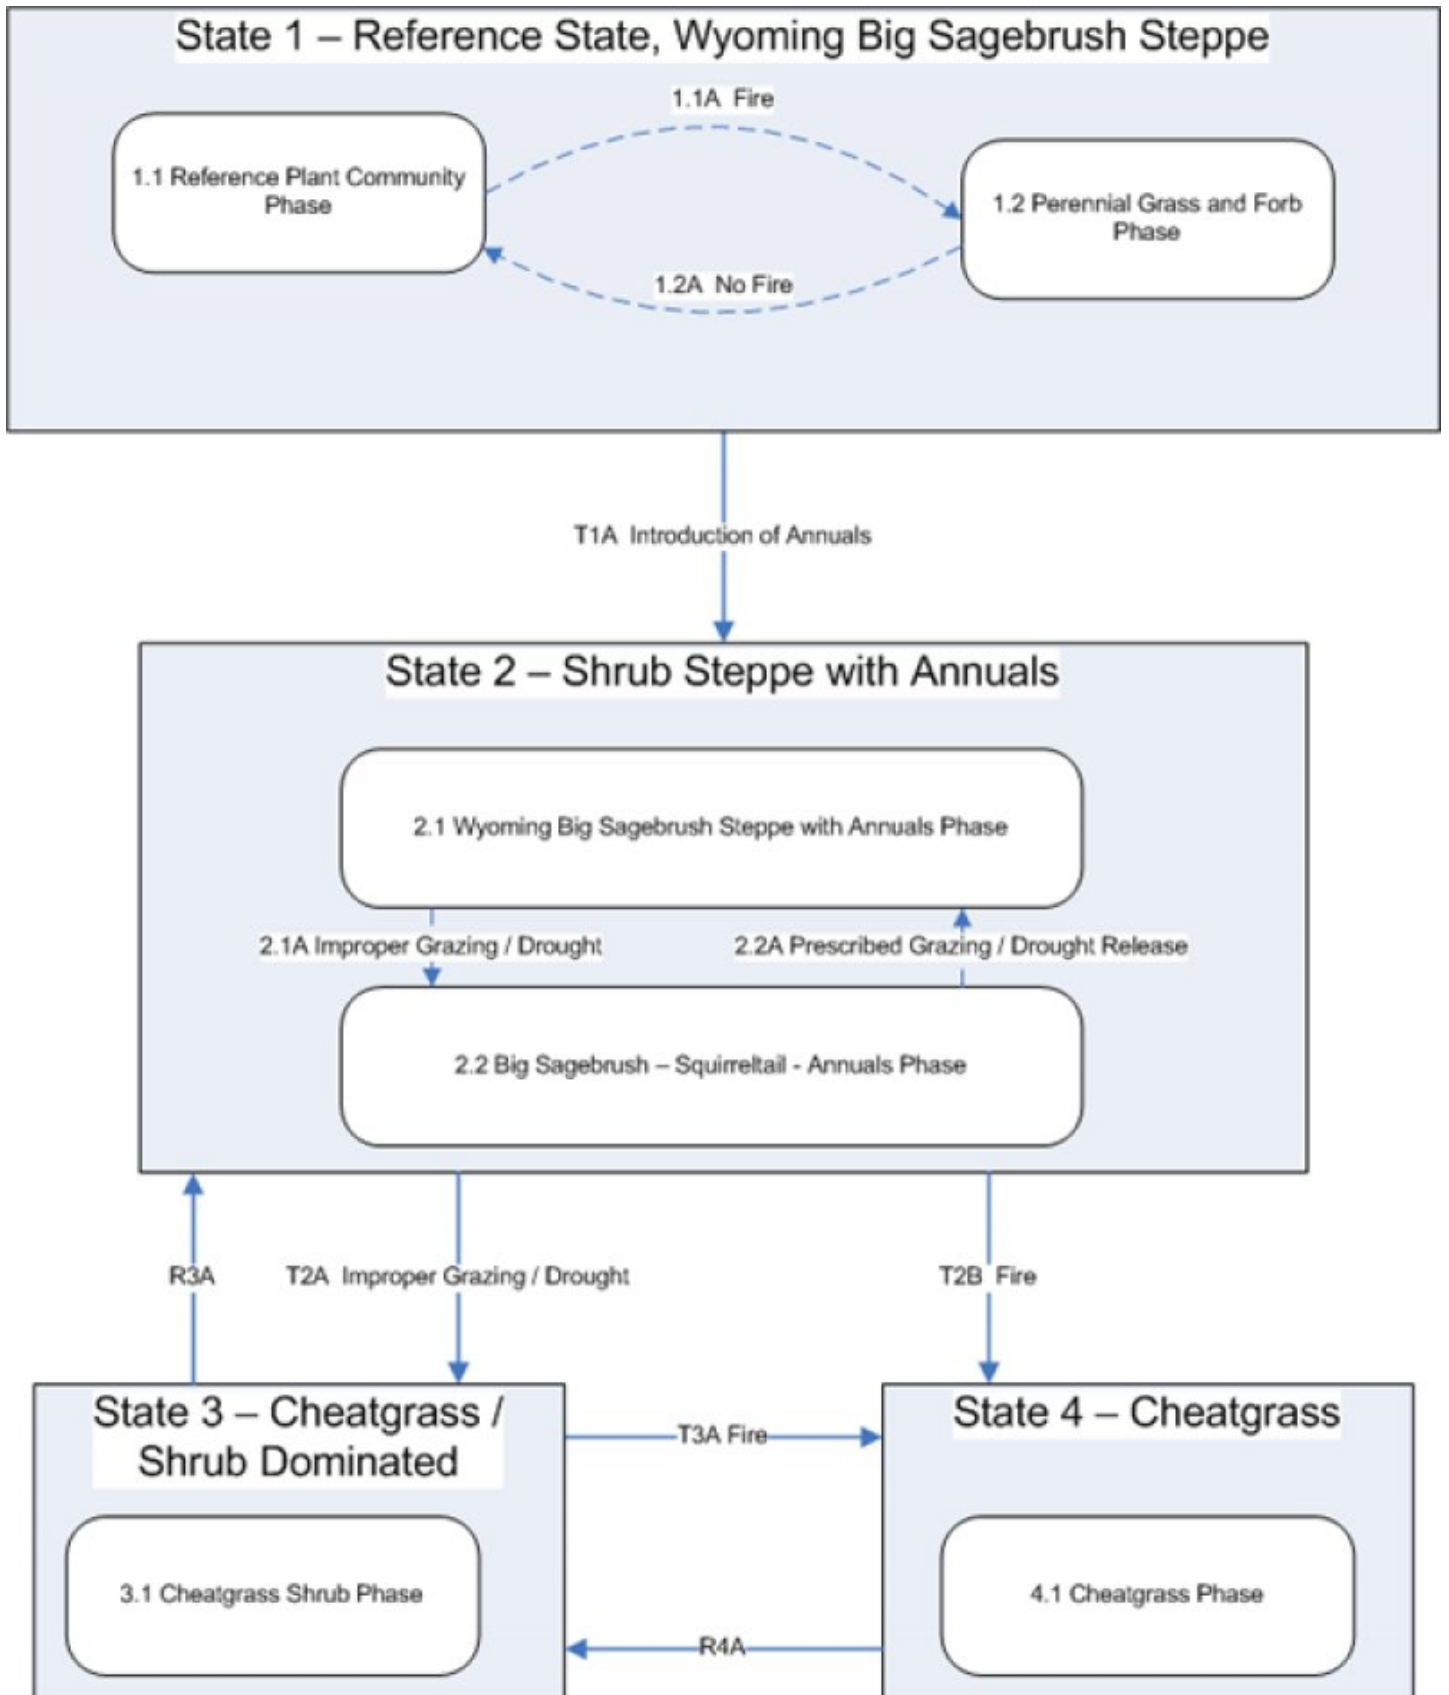 State 1 – Reference State, Wyoming Big Sagebrush Steppe
1.1A  Fire
1.1 Reference Plant Community
Phase
1.2 Perennial Grass and Forb
Phase
1.2A  No Fire
T1A  Introduction of Annuals
State 2 – Shrub Steppe with Annuals
2.1 Wyoming Big Sagebrush Steppe with Annuals Phase
2.1A Improper Grazing / Drought
2.2A Prescribed Grazing / Drought Release
2.2 Big Sagebrush – Squirreltail - Annuals Phase
R3A
T2A  Improper Grazing / Drought
T2B  Fire
State 3 – Cheatgrass /
Shrub Dominated
T3A Fire
State 4 – Cheatgrass
3.1 Cheatgrass Shrub Phase
4.1 Cheatgrass Phase
R4A